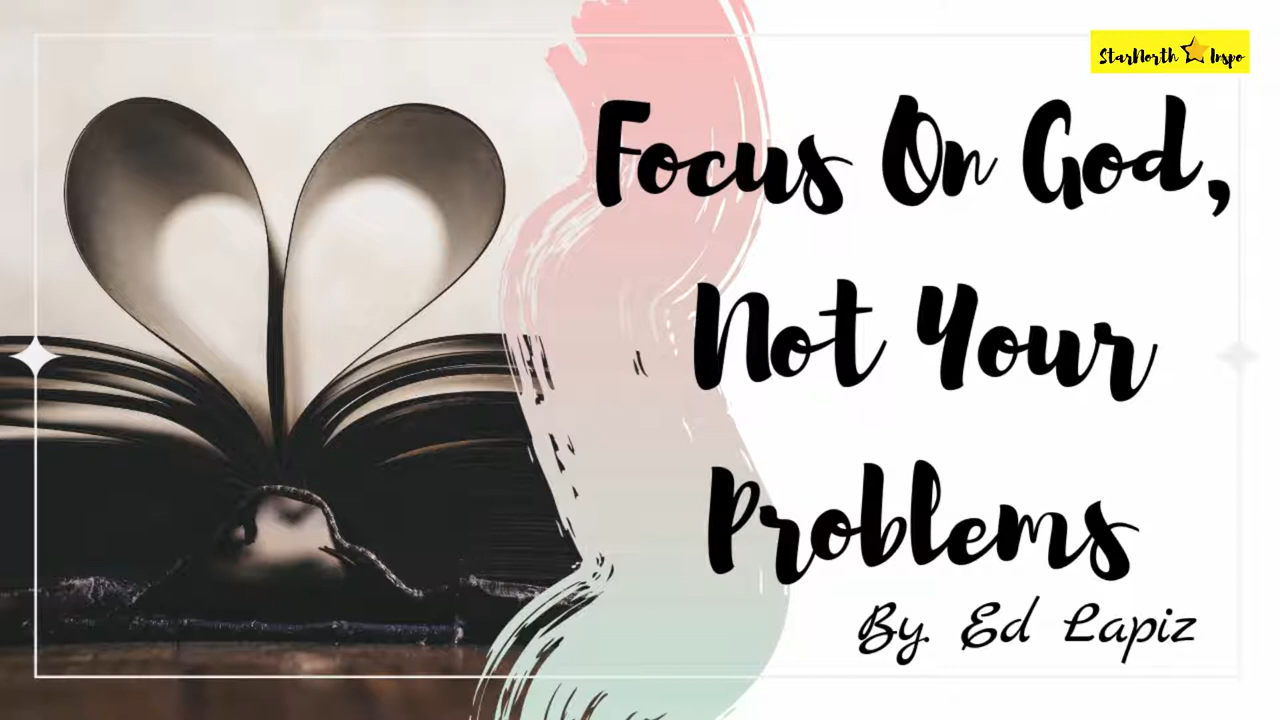 StarNorth Inspo
Focus On God,
Not Your
Problems
By. Ed Lapiz